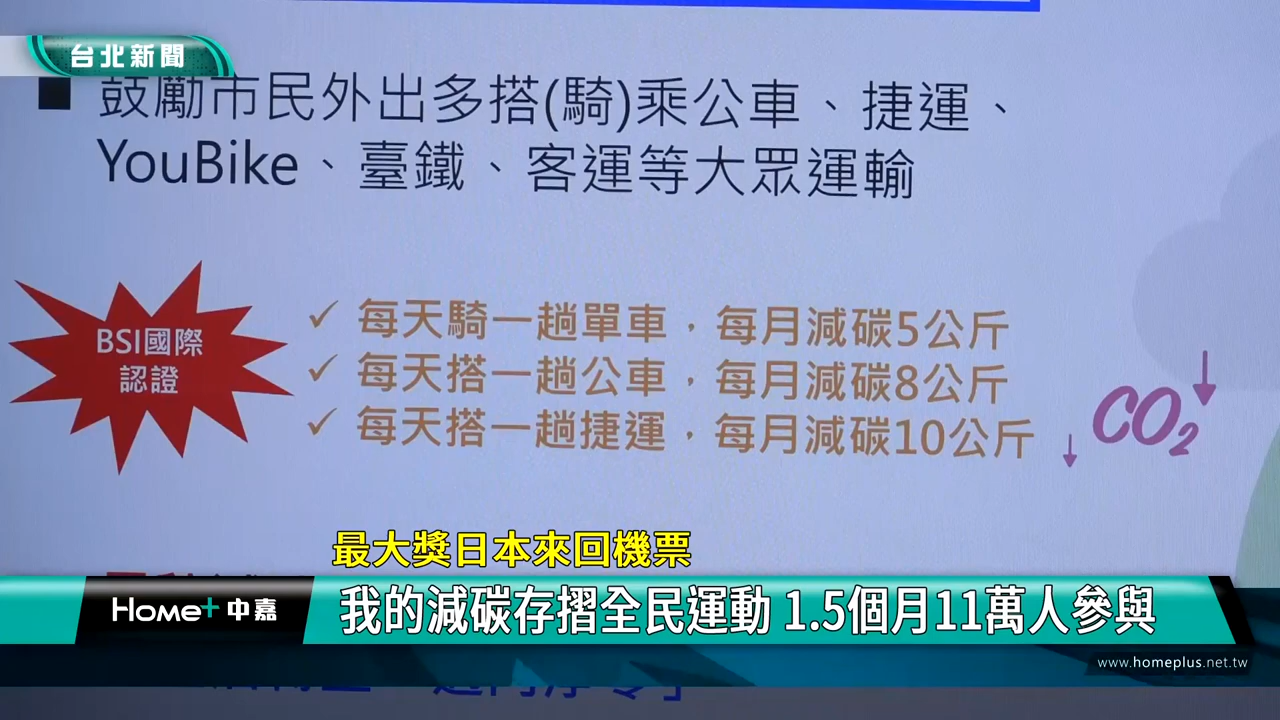 台北新聞
■ 鼓勵市民外出多搭(騎)乘公車、捷運、
YouBike、臺鐵、客運等大眾運輸
BSI國際
認證
✓ 每天騎一趟單車，每月減碳5公斤
✓ 每天搭一趟公車，每月減碳8公斤
✓ 每天搭一趟捷運，每月減碳10公斤
CO2
最大獎日本來回機票
Home+中嘉
我的減碳存摺全民運動 1.5個月11萬人參與
www.homeplus.net.tw